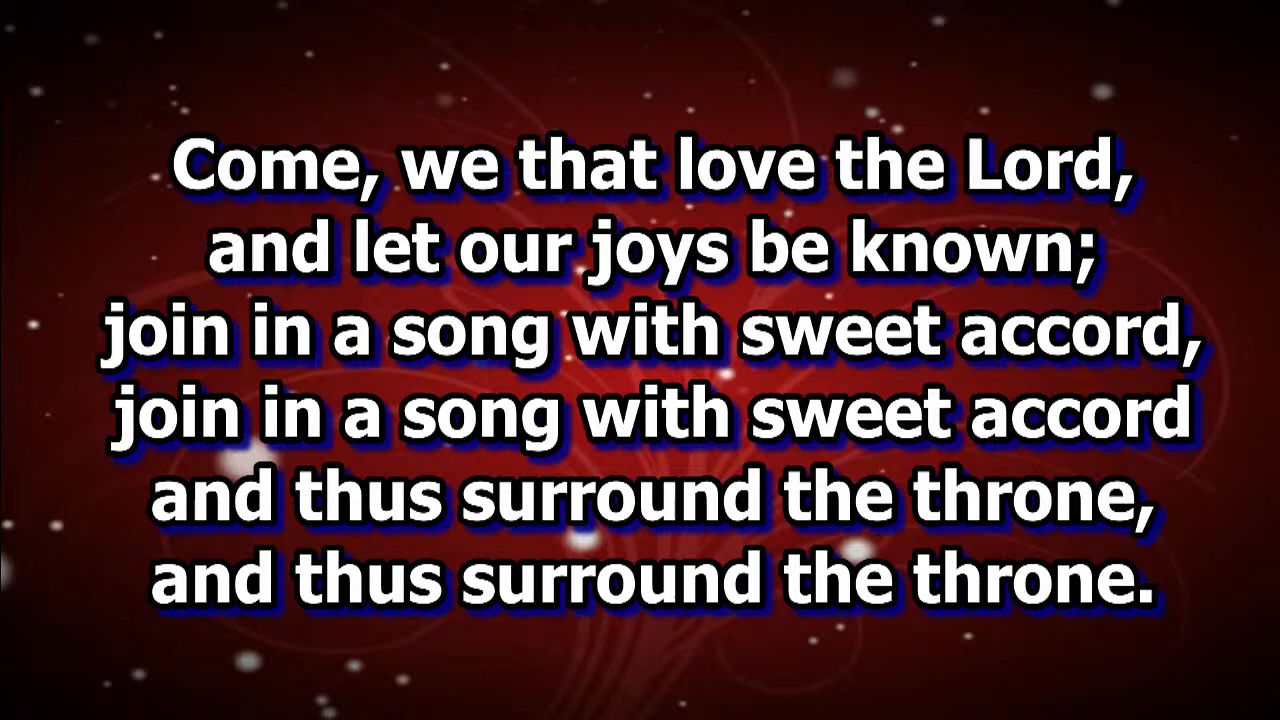 Come, we that love the Lord,
and let our joys be known;
join in a song with sweet accord,
join in a song with sweet accord
and thus surround the throne,
and thus surround the throne.